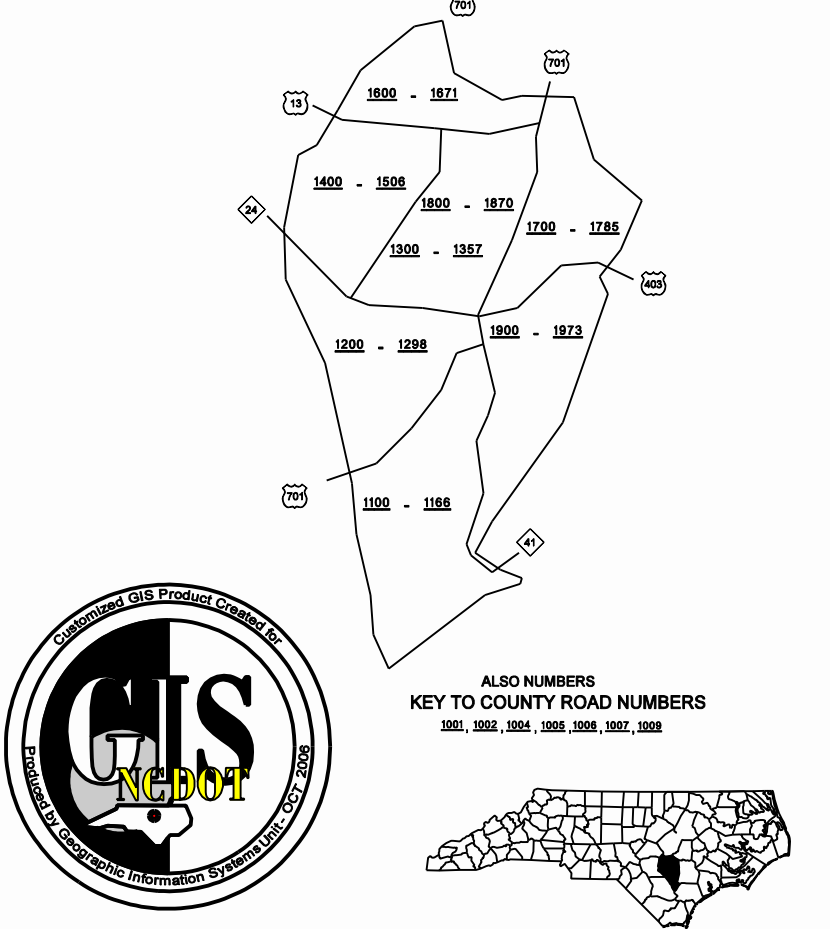 701
701
1600 - 1671
13
1400 - 1506
1800 - 1870
24
1700 - 1785
1300 - 1357
403
1900 - 1973
1200 - 1298
701
1100 - 1166
41
Customized GIS Product Created for
GIS
NCDOT
Produced by Geographic Information Systems Unit - OCT 2006
ALSO NUMBERS
KEY TO COUNTY ROAD NUMBERS
1001, 1002, 1004, 1005, 1006, 1007, 1009